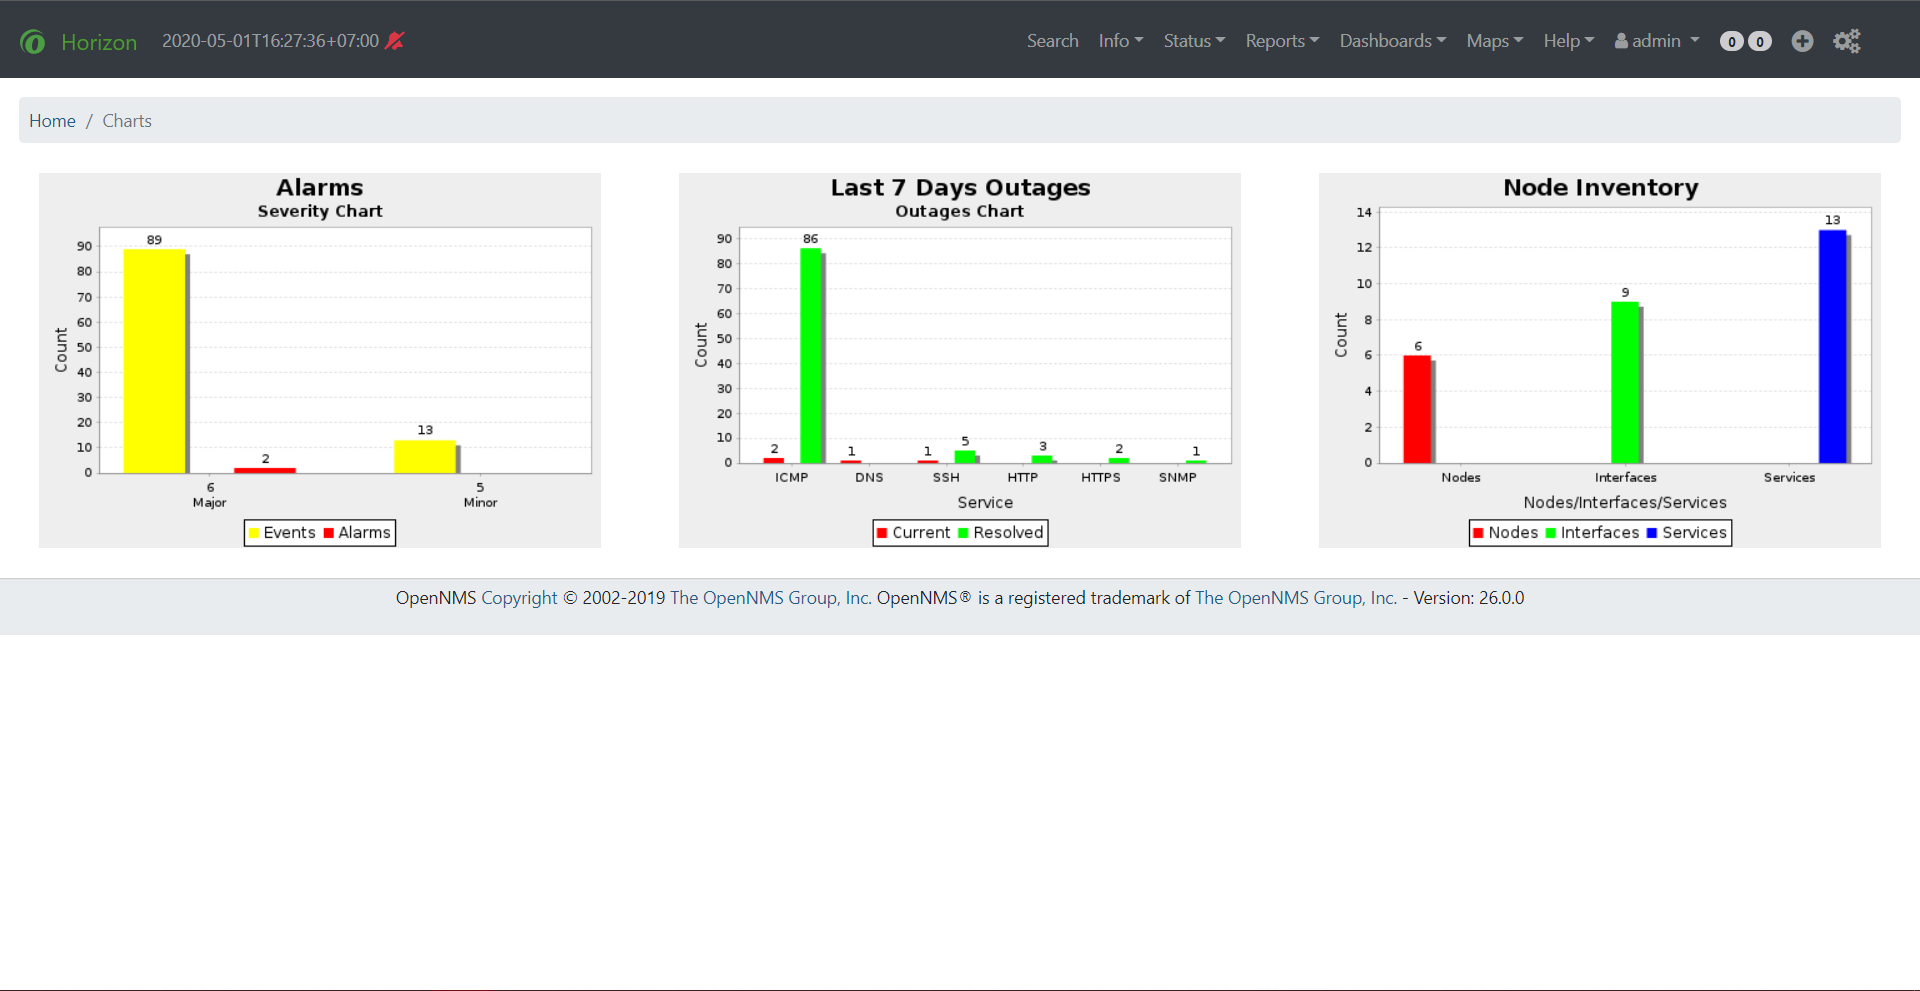 Horizon 2020-05-01T16:27:36+07:00 Search Info Status Reports Dashboards Maps Help admin 0 0
Home / Charts
Alarms
Severity Chart
89
90
80
70
60
50
40
30
20
10
0
Count
2
13
6 5
Major Minor
Events Alarms
Last 7 Days Outages
Outages Chart
90
80
70
60
50
40
30
20
10
0
Count
2 86 1 1 5 3 2 1
ICMP DNS SSH HTTP HTTPS SNMP
Service
Current Resolved
Node Inventory
14
12
10
8
6
4
2
0
Count
6 9 13
Nodes Interfaces Services
Nodes/Interfaces/Services
Nodes Interfaces Services
OpenNMS Copyright © 2002-2019 The OpenNMS Group, Inc. OpenNMS® is a registered trademark of The OpenNMS Group, Inc. - Version: 26.0.0